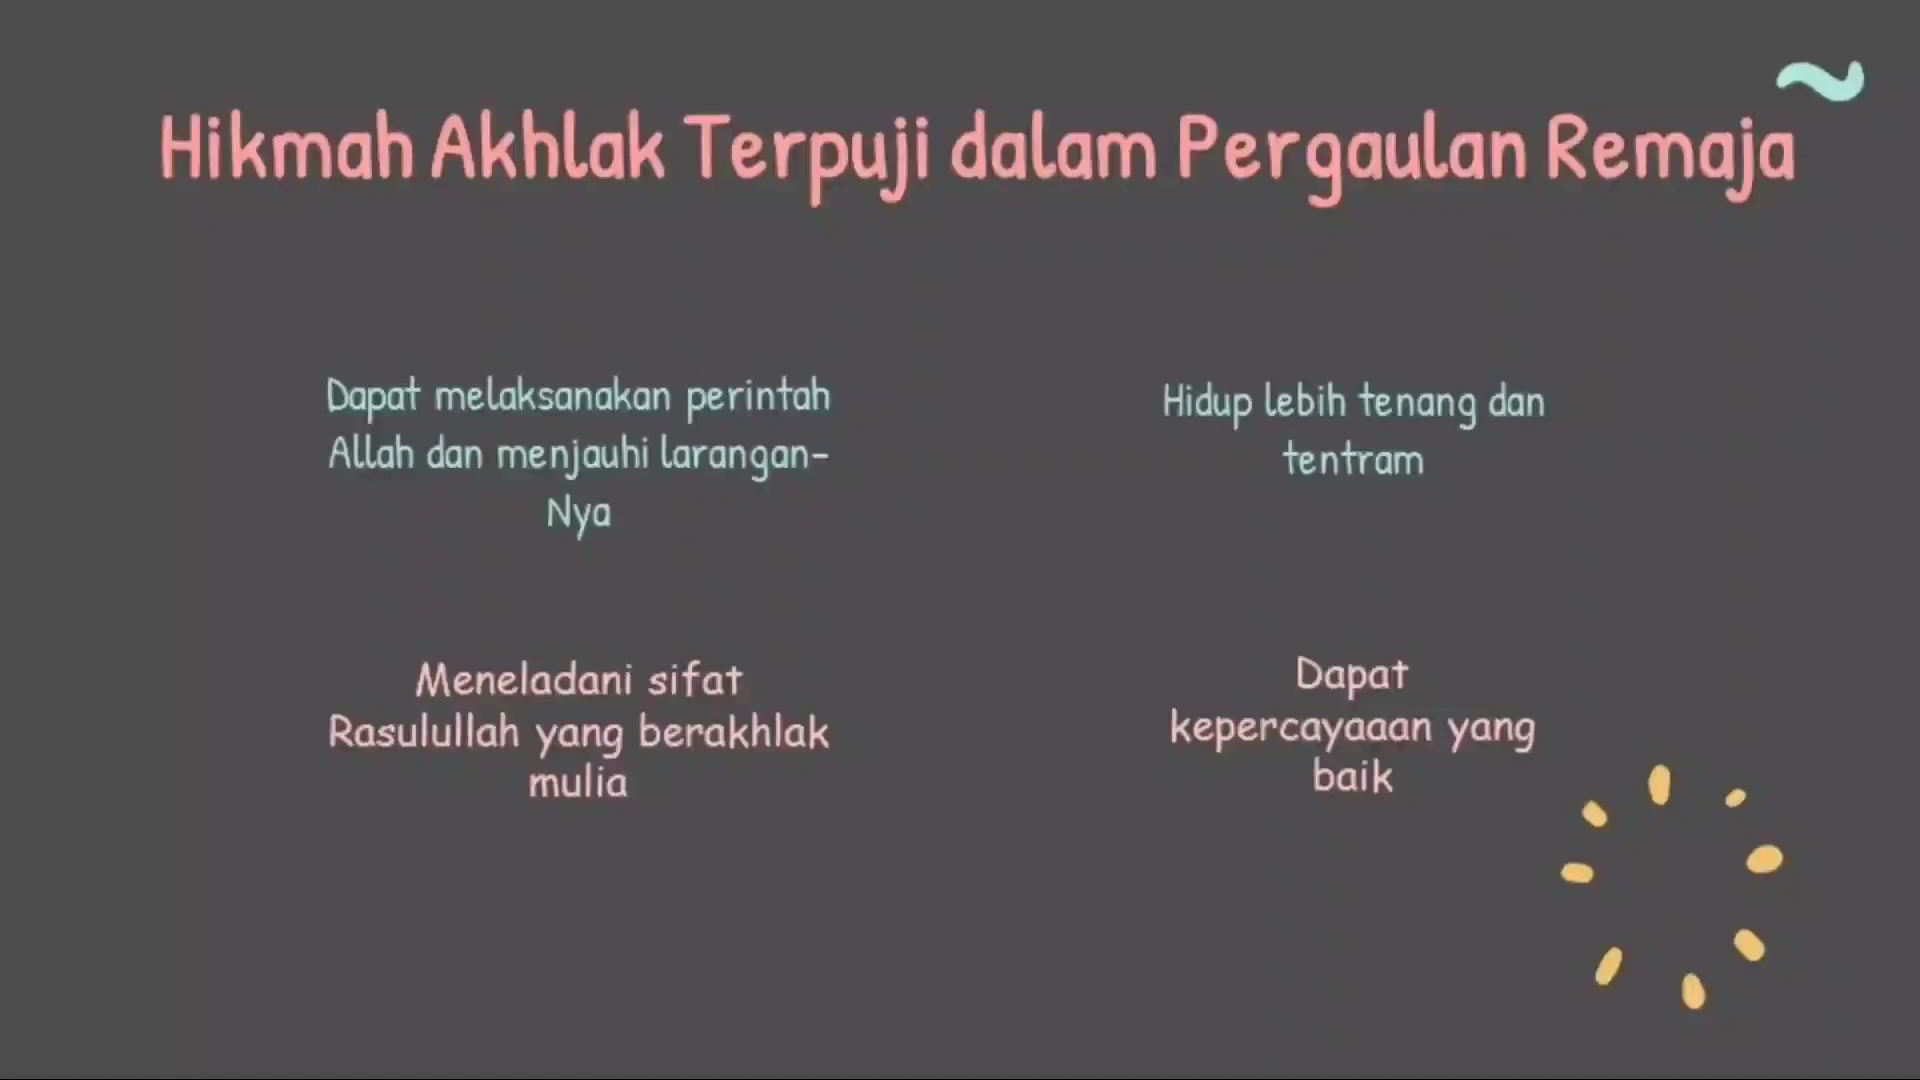 Hikmah Akhlak Terpuji dalam Pergaulan Remaja
Dapat melaksanakan perintah
Allah dan menjauhi larangan-
Nya
Hidup lebih tenang dan
tentram
Meneladani sifat
Rasulullah yang berakhlak
mulia
Dapat
kepercayaaan yang
baik